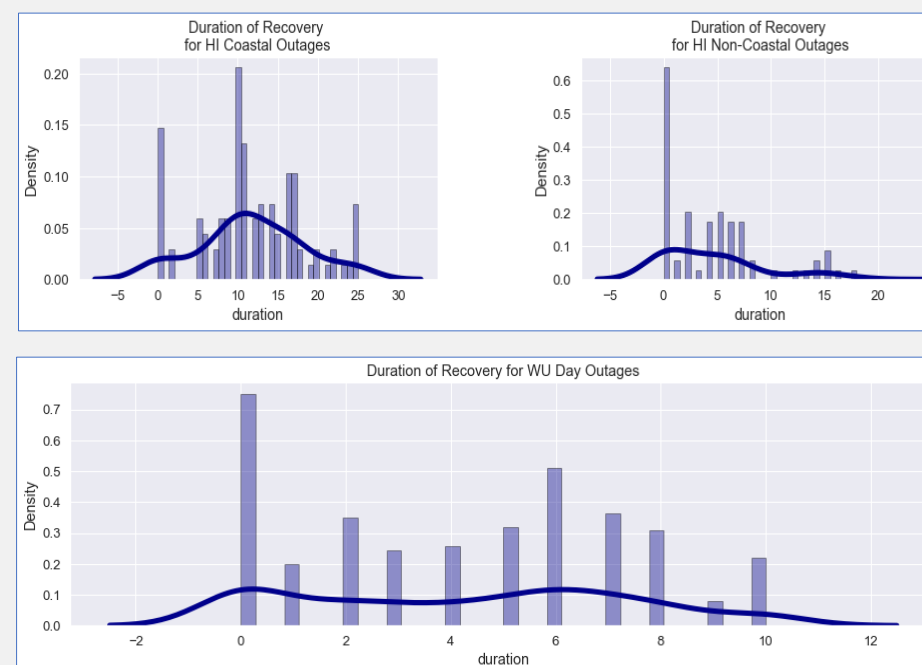 Duration of Recovery
for HI Coastal Outages
Density
0.20
0.15
0.10
0.05
0.00
−5 0 5 10 15 20 25 30
duration
Duration of Recovery
for HI Non-Coastal Outages
Density
0.6
0.5
0.4
0.3
0.2
0.1
0.0
−5 0 5 10 15 20
duration
Duration of Recovery for WU Day Outages
Density
0.7
0.6
0.5
0.4
0.3
0.2
0.1
0.0
−2 0 2 4 6 8 10 12
duration